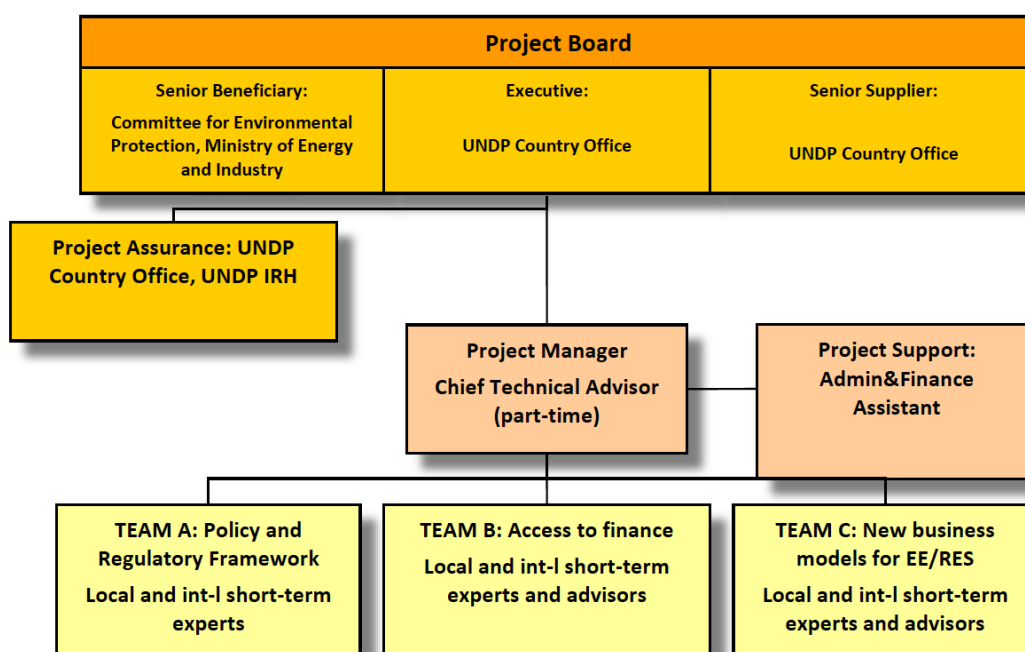 Project Board
Senior Beneficiary:
Committee for Environmental
Protection, Ministry of Energy
and Industry
Executive:
UNDP Country Office
Senior Supplier:
UNDP Country Office
Project Assurance: UNDP
Country Office, UNDP IRH
Project Manager
Chief Technical Advisor
(part-time)
Project Support:
Admin&Finance
Assistant
TEAM A: Policy and
Regulatory Framework
Local and int-l short-term
experts
TEAM B: Access to finance
Local and int-l short-term
experts and advisors
TEAM C: New business
models for EE/RES
Local and int-l short-term
experts and advisors